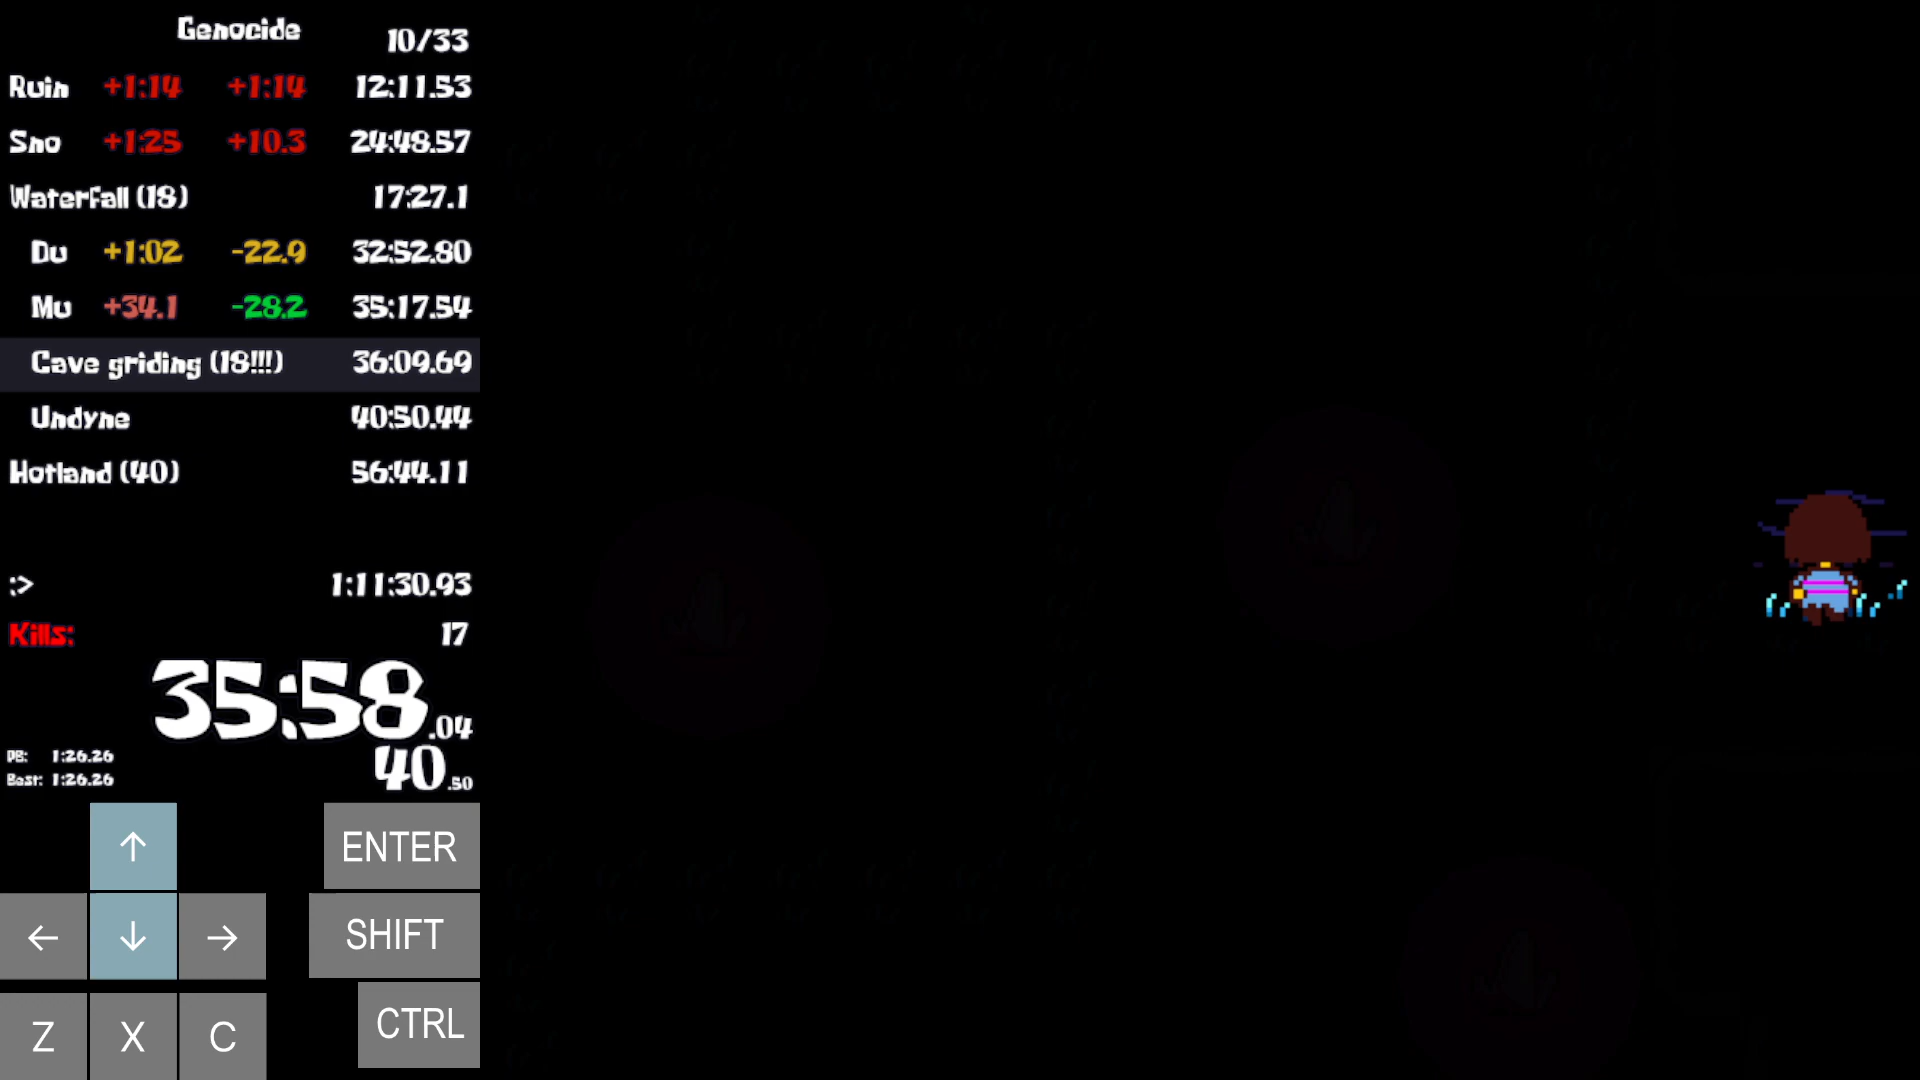 Genocide
10/33
Ruin +1:14 +1:14 12:11.53
Sno +1:25 +10.3 24:48.57
Waterfall (18) 17:27.1
Du +1:02 -22.9 32:52.80
Mu +34.1 -28.2 35:17.54
Cave griding (18!!!) 36:09.69
Undyne 40:50.44
Hotland (40) 56:44.11
:> 1:11:30.93
Kills: 17
35:58.04
PB: 1:26.26
40.50
Best: 1:26.26
↑ ENTER
← ↓ → SHIFT
Z X C CTRL